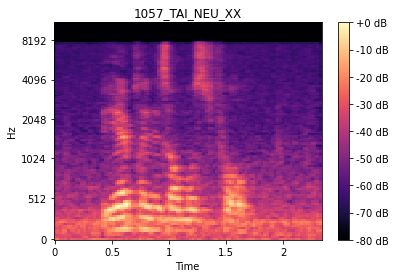 1057_TAI_NEU_XX
+0 dB
8192
-10 dB
4096
-20 dB
-30 dB
Hz
2048
-40 dB
1024
-50 dB
512
-60 dB
-70 dB
0
-80 dB
0
0.5
1
1.5
2
Time